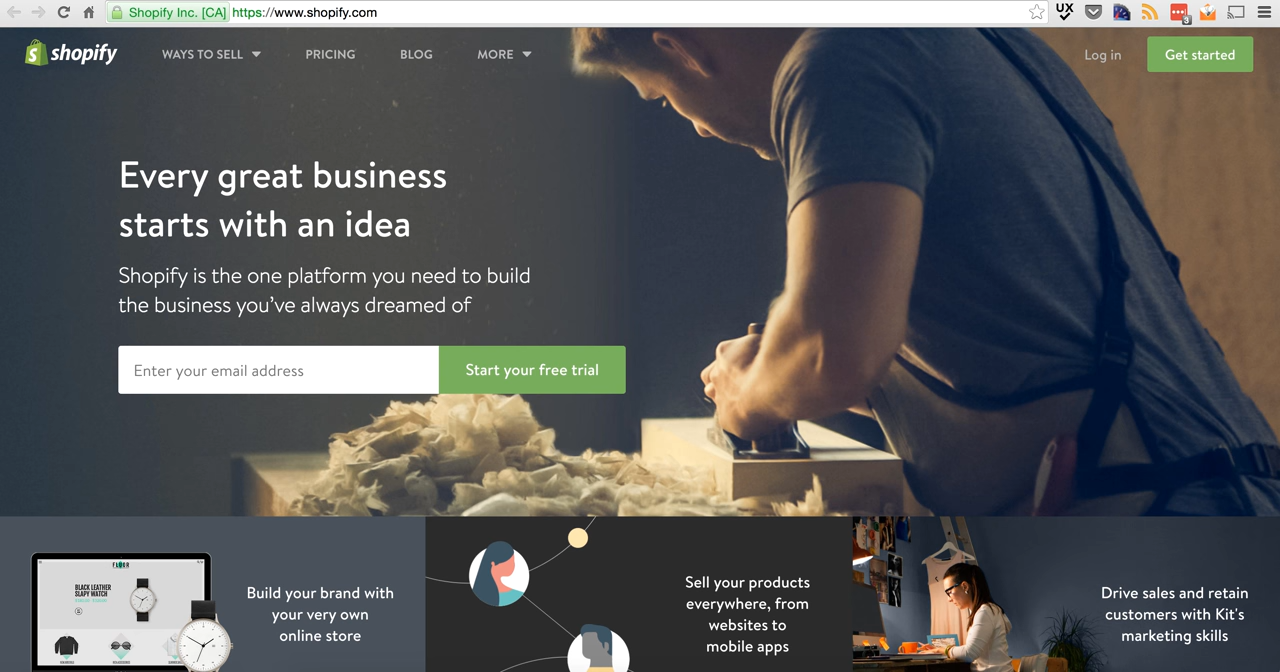 Shopify Inc. [CA] https://www.shopify.com
UX
3
shopify
WAYS TO SELL
PRICING
BLOG
MORE
Log in
Get started
Every great business
starts with an idea
Shopify is the one platform you need to build
the business you’ve always dreamed of
Enter your email address
Start your free trial
FLOOR
BLACK LEATHER
SLAPY WATCH
Build your brand with
your very own
online store
Sell your products
everywhere, from
websites to
mobile apps
Drive sales and retain
customers with Kit's
marketing skills